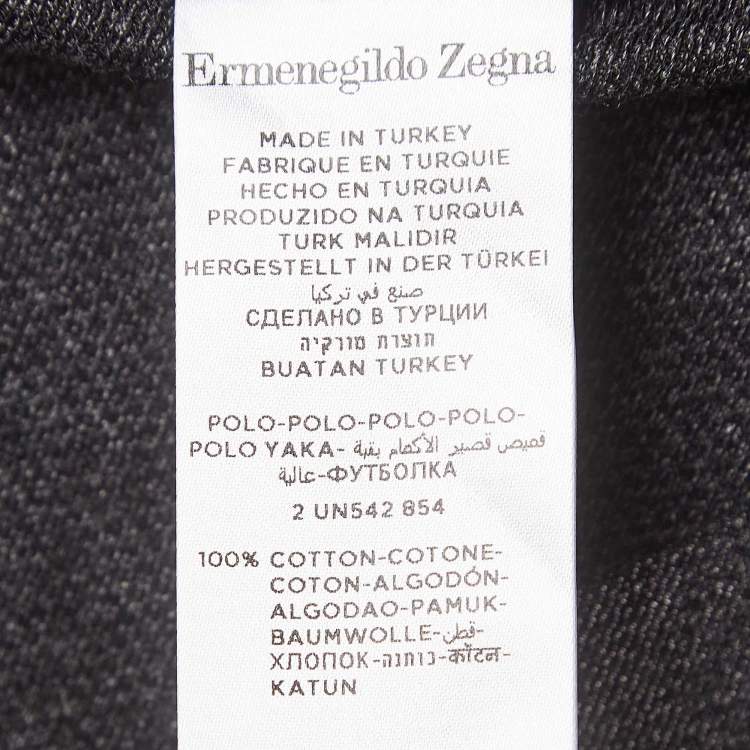 Ermenegildo Zegna
MADE IN TURKEY
FABRIQUE EN TURQUIE
HECHO EN TURQUIA
PRODUZIDO NA TURQUIA
TURK MALIDIR
HERGESTELLT IN DER TÜRKEI
صنع في تركيا
СДЕЛАНО В ТУРЦИИ
תוצרת מורקיה
BUATAN TURKEY
POLO-POLO-POLO-POLO-
POLO YAKA- قميص قصير الأكمام بقبة
عالية-ФУТБОЛКА
2 UN542 854
100% COTTON-COTONE-
COTON-ALGODÓN-
ALGODAO-PAMUK-
BAUMWOLLE-قطن-
ХЛОПОК-כותנה-कॉटन-
KATUN